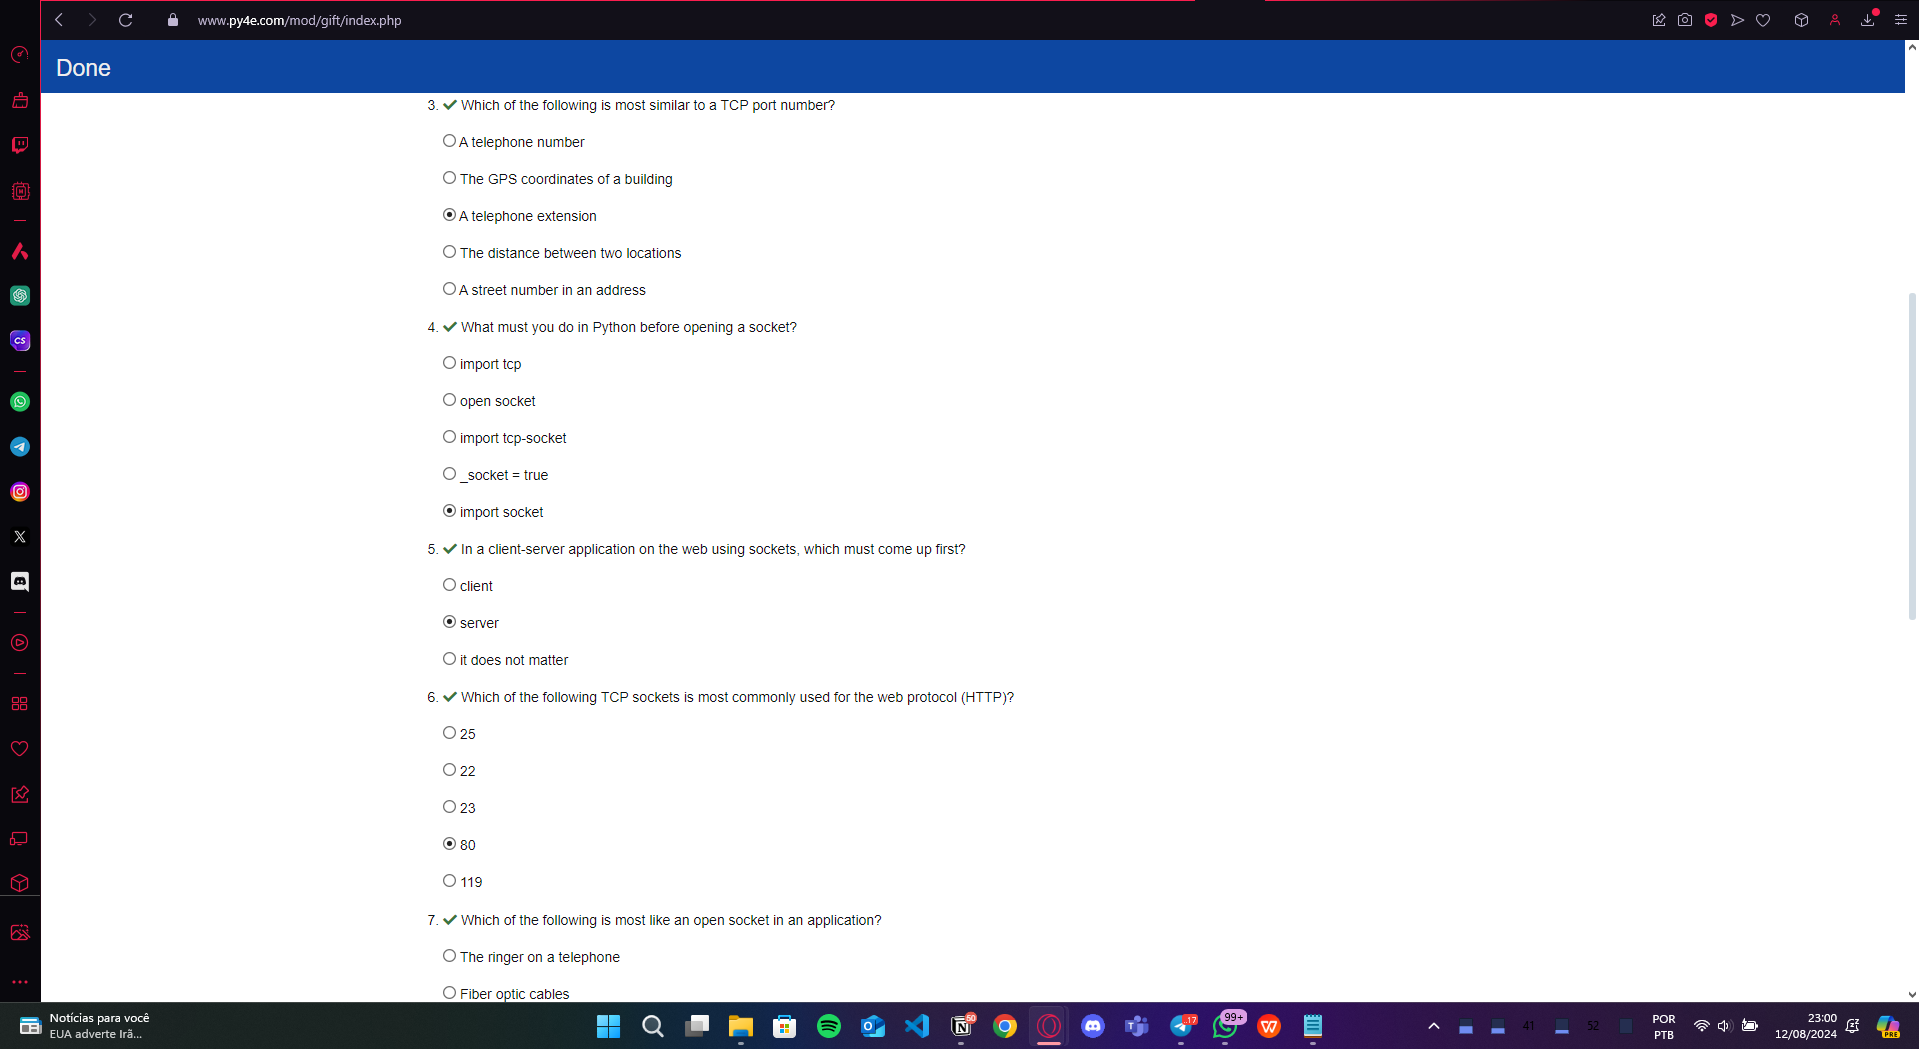 www.py4e.com/mod/gift/index.php
Done
3. Which of the following is most similar to a TCP port number?
A telephone number
The GPS coordinates of a building
A telephone extension
The distance between two locations
A street number in an address
4. What must you do in Python before opening a socket?
import tcp
open socket
import tcp-socket
_socket = true
import socket
5. In a client-server application on the web using sockets, which must come up first?
client
server
it does not matter
6. Which of the following TCP sockets is most commonly used for the web protocol (HTTP)?
25
22
23
80
119
7. Which of the following is most like an open socket in an application?
The ringer on a telephone
Fiber optic cables
CS
Notícias para você
EUA adverte Irã...
50
17
99+
41
52
POR
PTB
23:00
12/08/2024
PRE